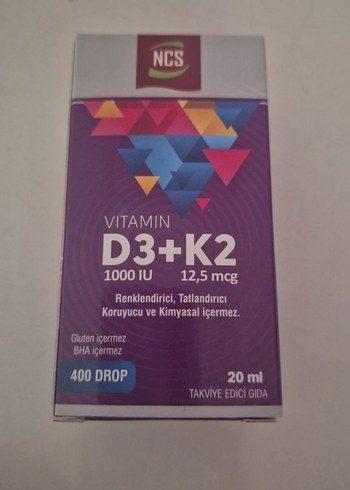 NCS
VITAMIN
D3+K2
1000 IU 12,5 mcg
Renklendirici, Tatlandırıcı
Koruyucu ve Kimyasal içermez.
Gluten içermez
BHA içermez
400 DROP
20 ml
TAKVİYE EDİCİ GIDA